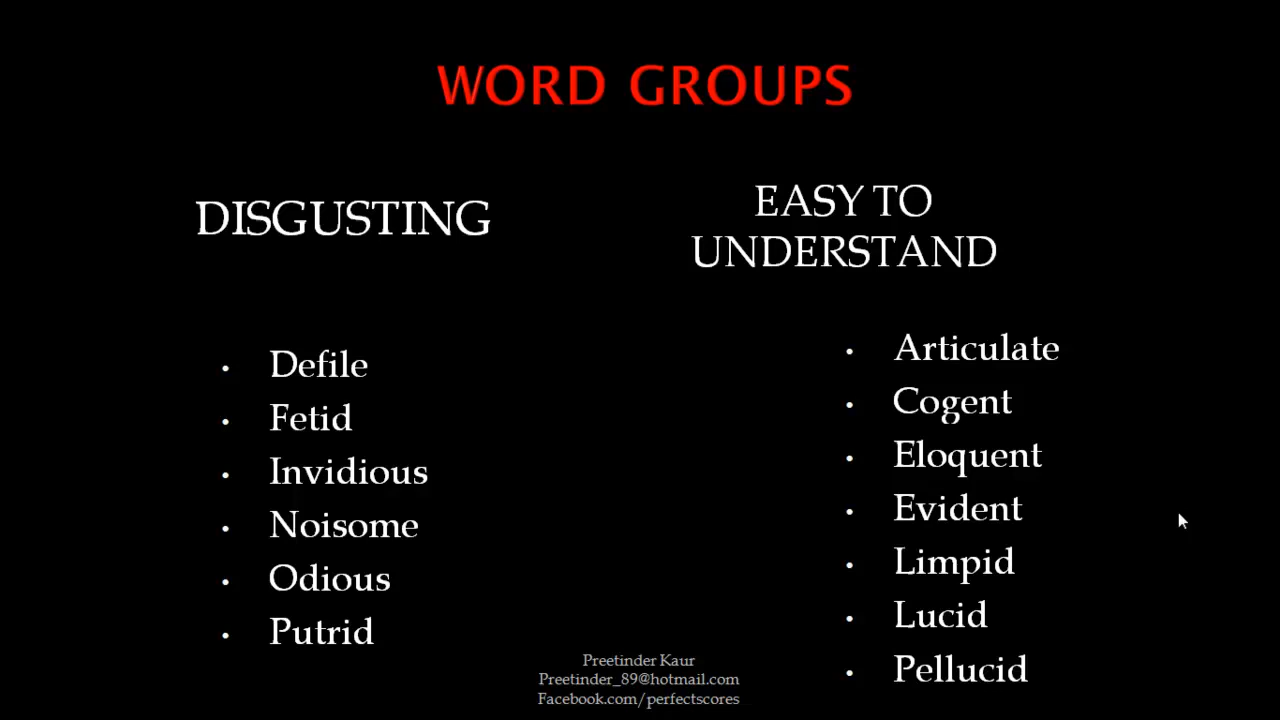 WORD GROUPS
DISGUSTING
• Defile
• Fetid
• Invidious
• Noisome
• Odious
• Putrid
EASY TO
UNDERSTAND
• Articulate
• Cogent
• Eloquent
• Evident
• Limpid
• Lucid
• Pellucid
Preetinder Kaur
Preetinder_89@hotmail.com
Facebook.com/perfectscores